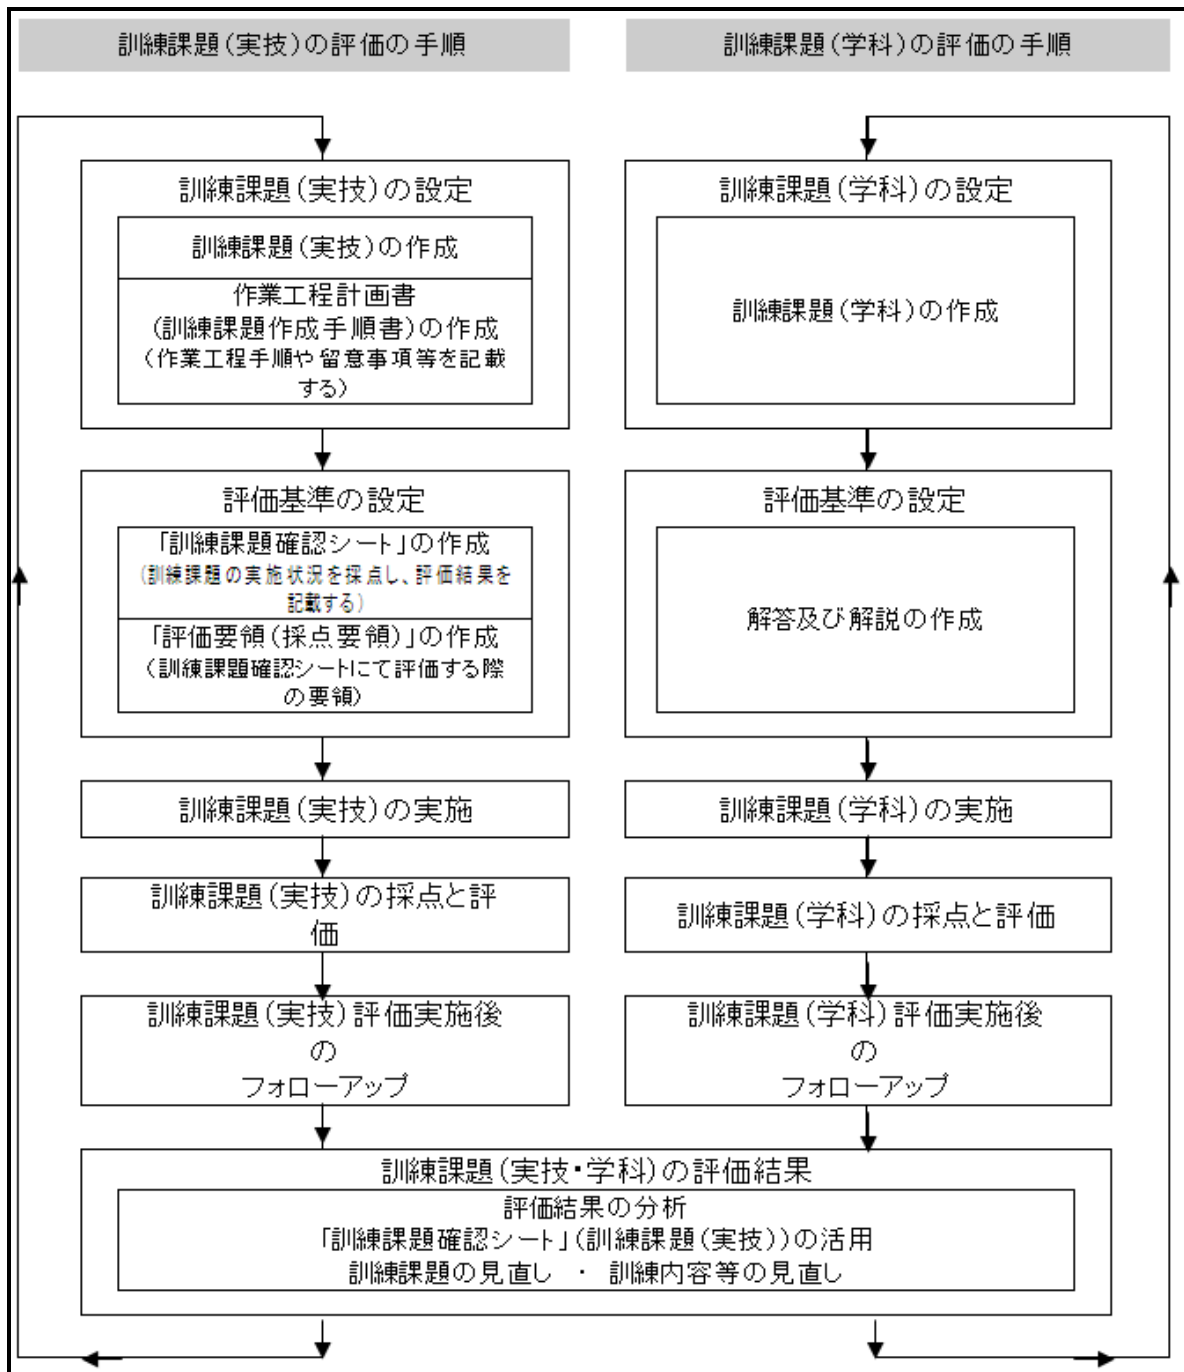 訓練課題(実技)の評価の手順
訓練課題(実技)の設定
訓練課題(実技)の作成
作業工程計画書
(訓練課題作成手順書)の作成
(作業工程手順や留意事項等を記載
する)
評価基準の設定
「訓練課題確認シート」の作成
(訓練課題の実施状況を採点し、評価結果を
記載する)
「評価要領(採点要領)」の作成
(訓練課題確認シートにて評価する際
の要領)
訓練課題(実技)の実施
訓練課題(実技)の採点と評
価
訓練課題(実技)評価実施後
の
フォローアップ
訓練課題(学科)の評価の手順
訓練課題(学科)の設定
訓練課題(学科)の作成
評価基準の設定
解答及び解説の作成
訓練課題(学科)の実施
訓練課題(学科)の採点と評価
訓練課題(学科)評価実施後
の
フォローアップ
訓練課題(実技・学科)の評価結果
評価結果の分析
「訓練課題確認シート」(訓練課題(実技))の活用
訓練課題の見直し ・ 訓練内容等の見直し